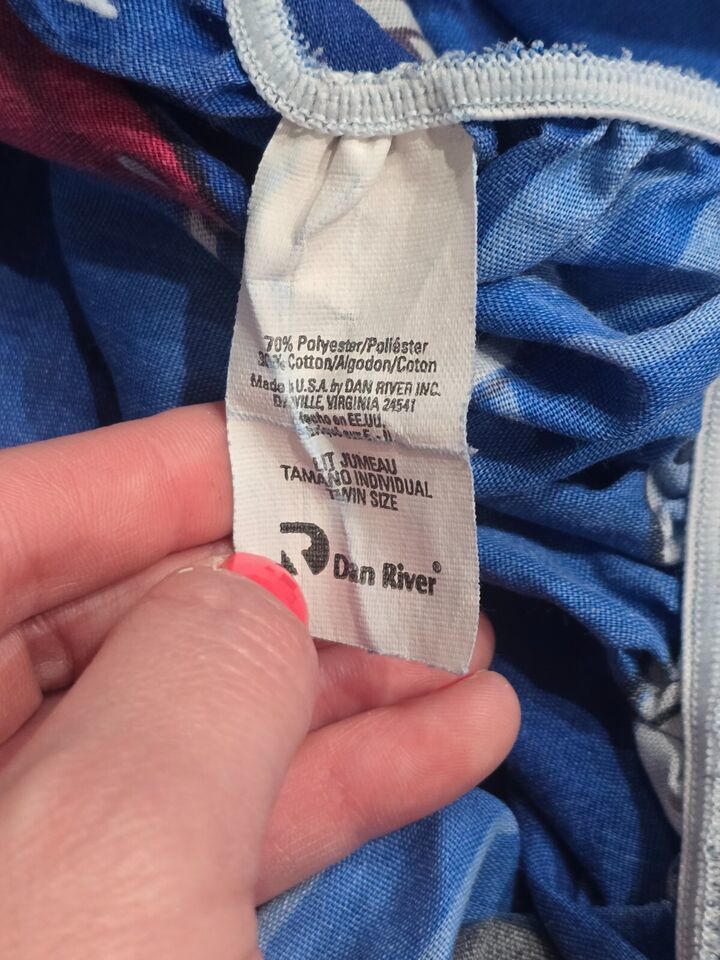 70% Polyester/Poliéster
30% Cotton/Algodon/Coton
Made U.S.A. by DAN RIVER INC.
DANVILLE, VIRGINIA 24541
Hecho en EE.UU.
LIT JUMEAU
TAMANO INDIVIDUAL
TWIN SIZE
Dan River®